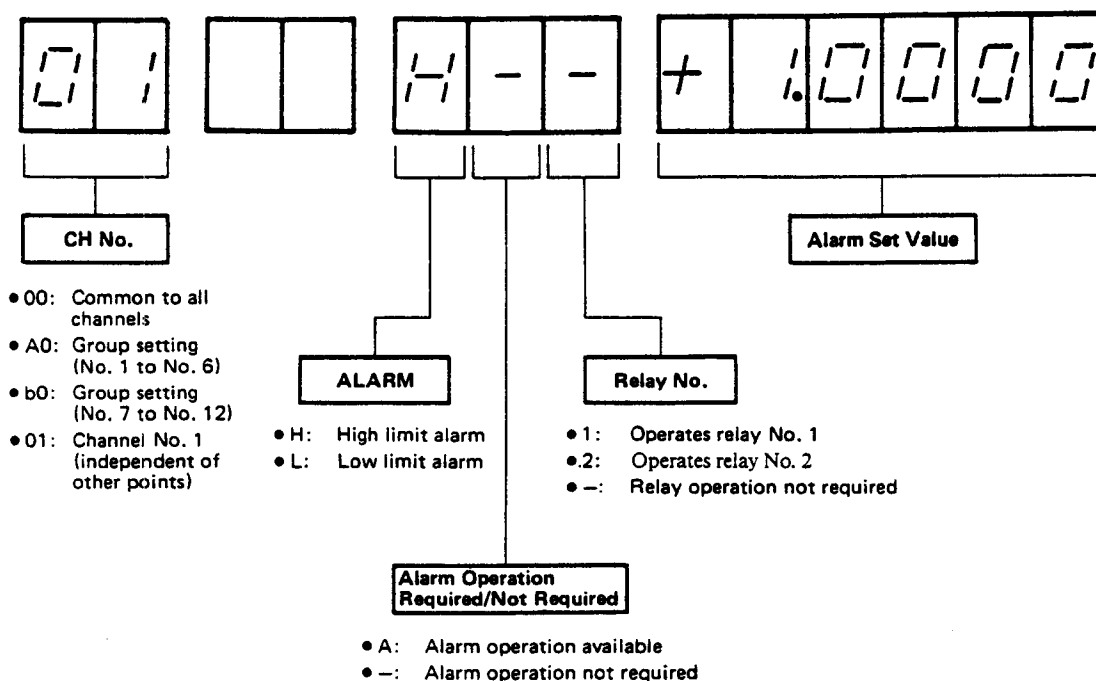 01 H-- +1.0000
CH No.
• 00: Common to all
channels
• A0: Group setting
(No. 1 to No. 6)
• b0: Group setting
(No. 7 to No. 12)
• 01: Channel No. 1
(independent of
other points)
ALARM
• H: High limit alarm
• L: Low limit alarm
Alarm Operation
Required/Not Required
• A: Alarm operation available
• –: Alarm operation not required
Relay No.
• 1: Operates relay No. 1
•.2: Operates relay No. 2
• –: Relay operation not required
Alarm Set Value